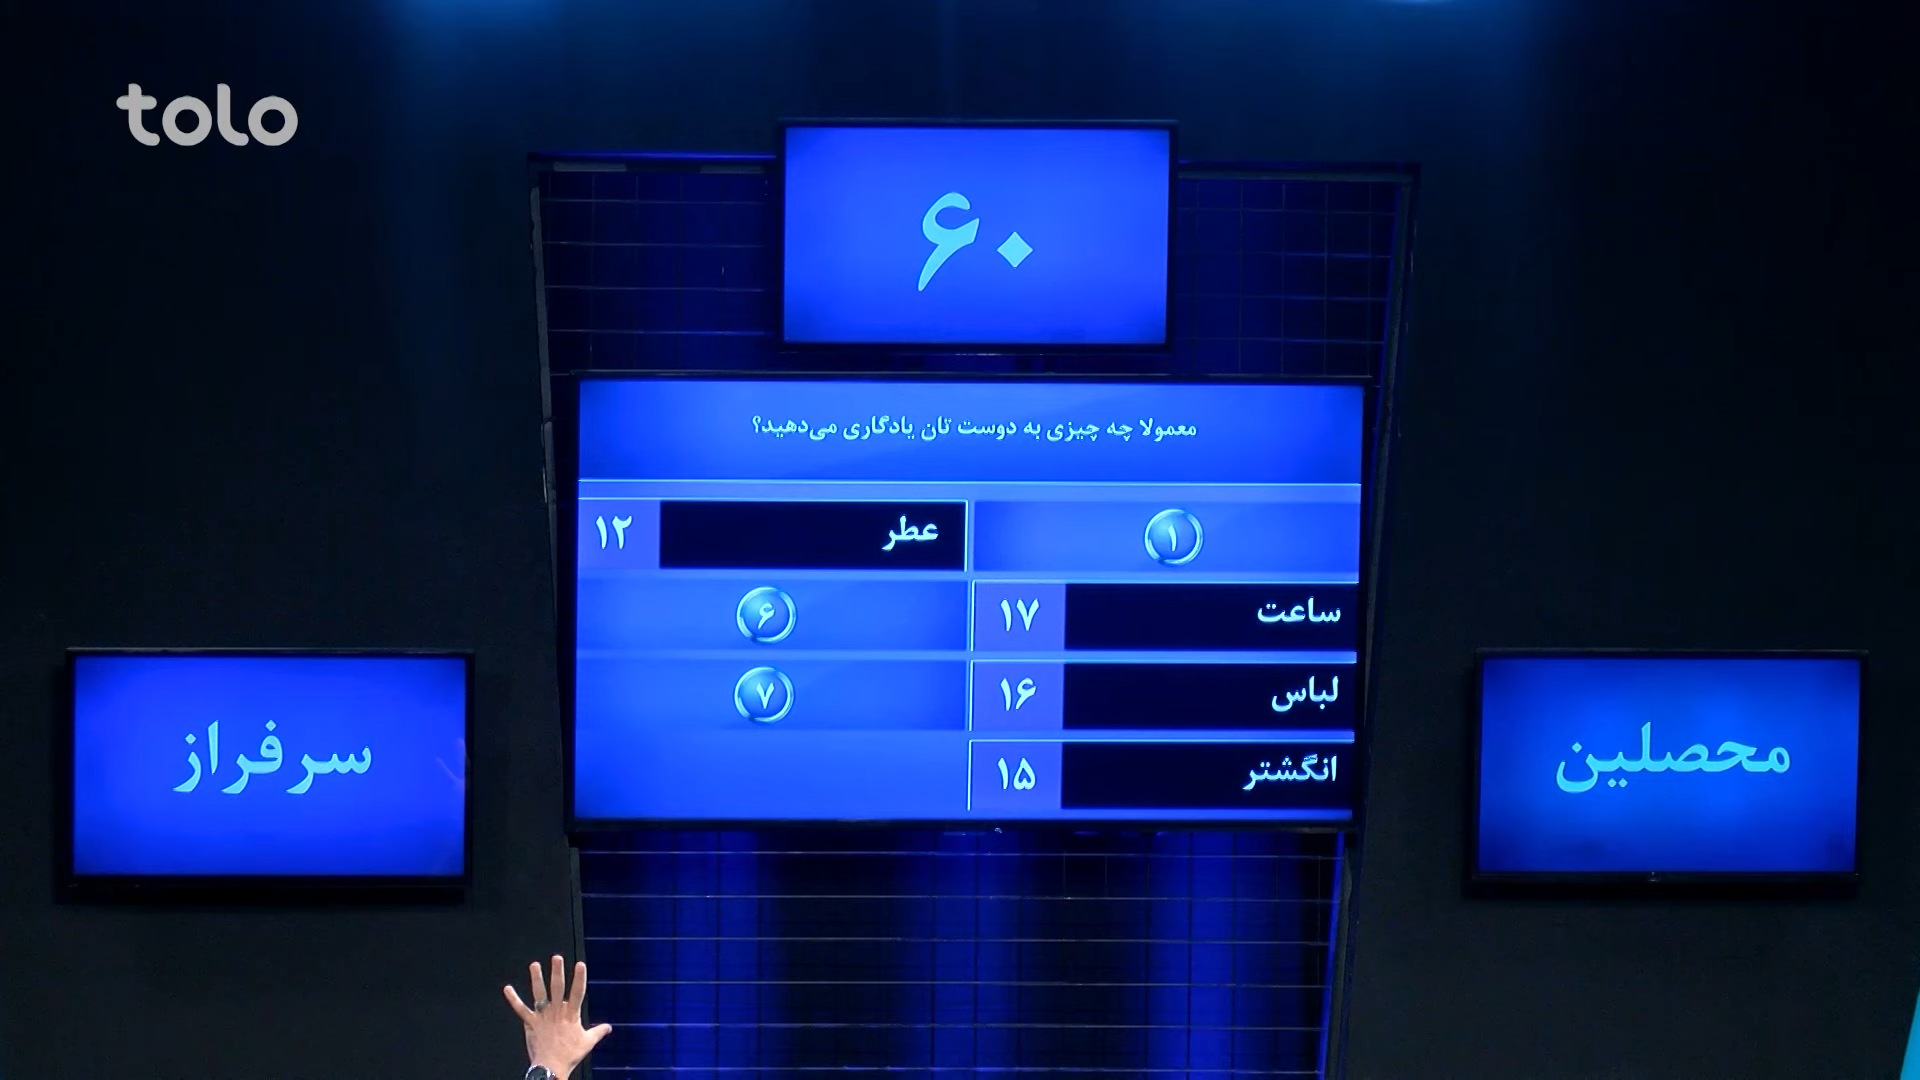 tolo
۶۰
معمولا چه چیزی به دوست تان یادگاری می‌دهید؟
۱
ساعت ۱۷
لباس ۱۶
انگشتر ۱۵
عطر ۱۲
۶
۷
محصلین
سرفراز